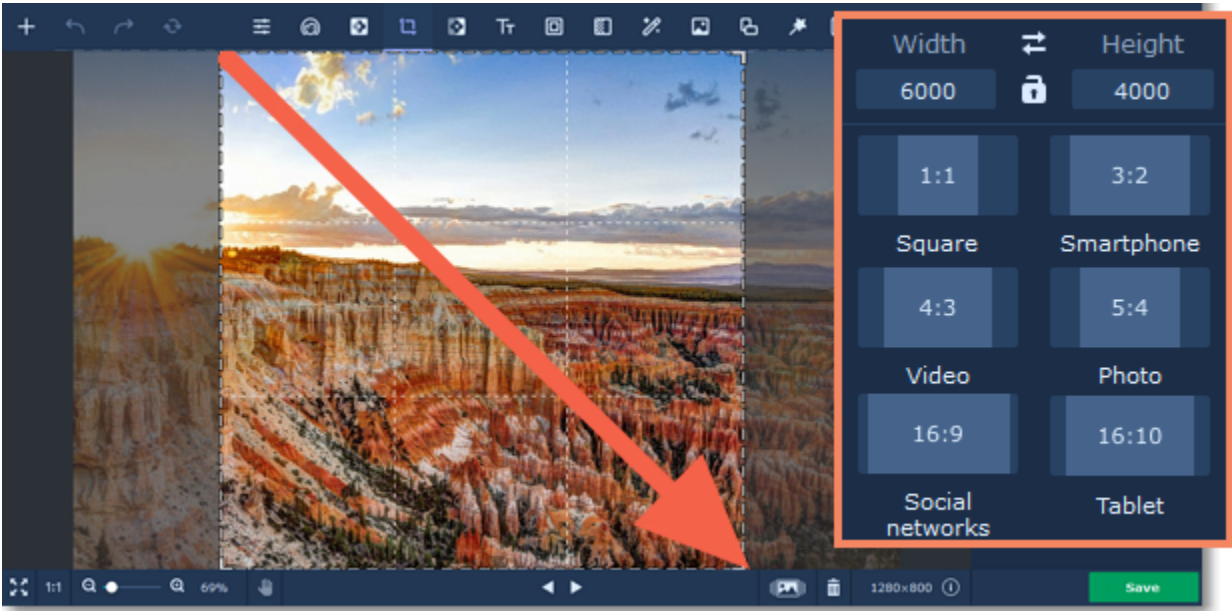 TT
Width Height
6000 4000
1:1 3:2
Square Smartphone
4:3 5:4
Video Photo
16:9 16:10
Social
networks
Tablet
1:1 69% 1280×800 Save